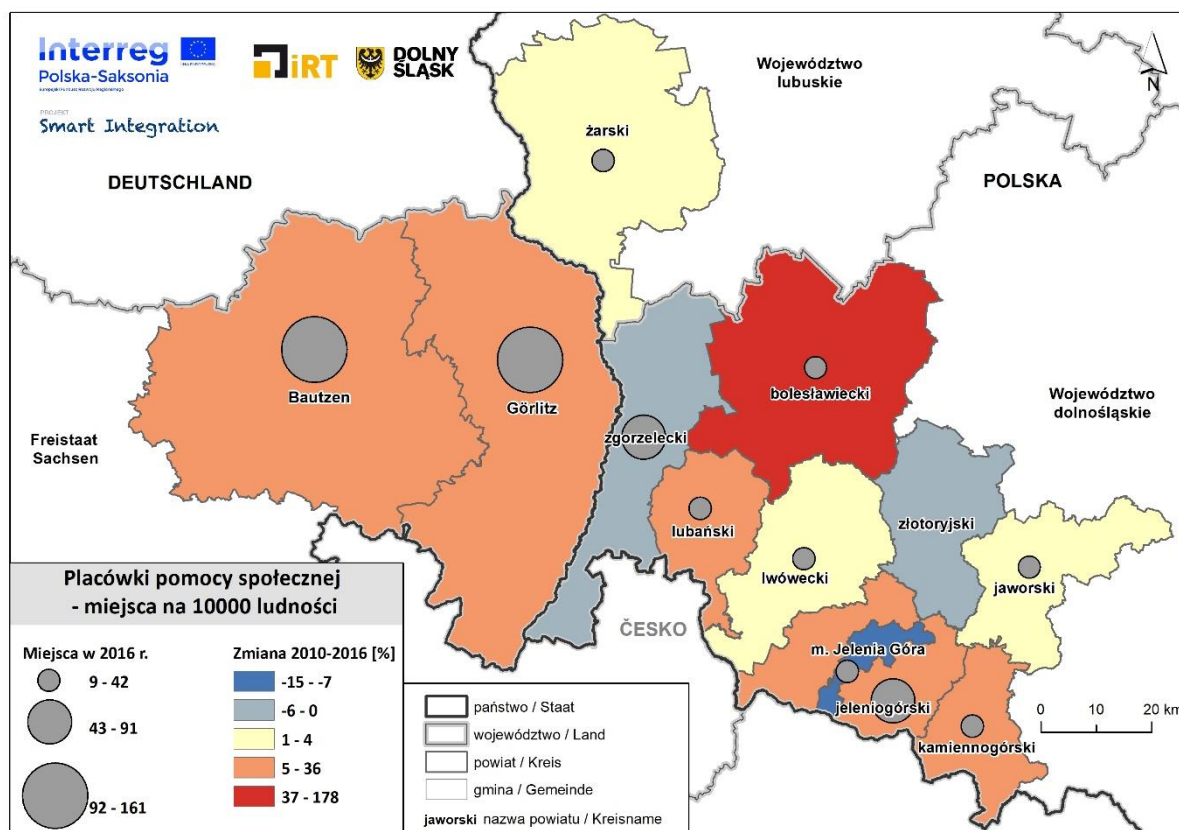 Interreg
Polska-Saksonia
PROJEKT
Smart Integration
iRT
DOLNY
ŚLĄSK
Województwo
lubuskie
N
żarski
DEUTSCHLAND
POLSKA
bolesławiecki
Bautzen
Görlitz
Województwo
dolnośląskie
zgorzelecki
Freistaat
Sachsen
złotoryjski
lubański
lwówecki
jaworski
ČESKO
m. Jelenia Góra
jeleniogórski
kamiennogórski
0 10 20 km
Placówki pomocy społecznej
- miejsca na 10000 ludności
Miejsca w 2016 r.
9 - 42
43 - 91
92 - 161
Zmiana 2010-2016 [%]
-15 - -7
-6 - 0
1 - 4
5 - 36
37 - 178
państwo / Staat
województwo / Land
powiat / Kreis
gmina / Gemeinde
jaworski nazwa powiatu / Kreisname